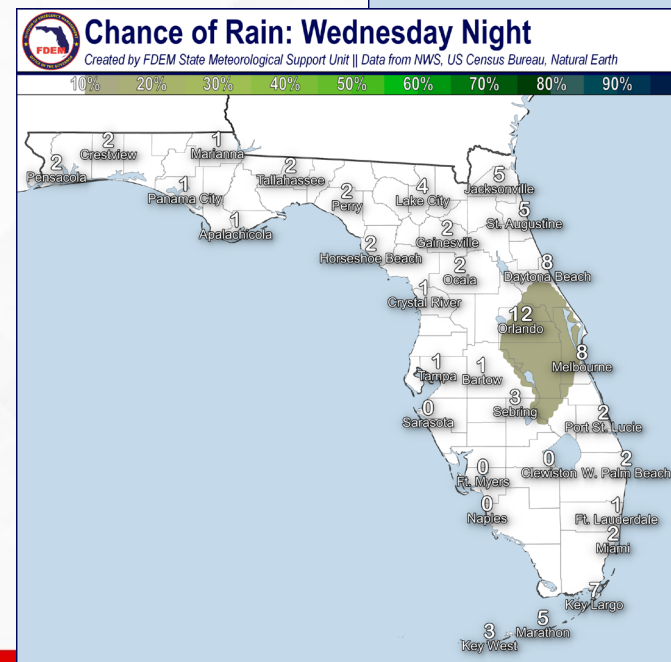 Chance of Rain: Wednesday Night
FDEM
Created by FDEM State Meteorological Support Unit || Data from NWS, US Census Bureau, Natural Earth
10% 20% 30% 40% 50% 60% 70% 80% 90%
2
Crestview
1
Marianna
2
Pensacola
2
Tallahassee
5
Jacksonville
1
Panama City
2
Perry
4
Lake City
5
St. Augustine
1
Apalachicola
2
Gainesville
2
Horseshoe Beach
2
Ocala
8
Daytona Beach
1
Crystal River
12
Orlando
1
Tampa
1
Bartow
8
Melbourne
0
Sarasota
3
Sebring
2
Port St. Lucie
0
Ft. Myers
0
Clewiston
2
W. Palm Beach
0
Naples
1
Ft. Lauderdale
2
Miami
7
Key Largo
5
Marathon
3
Key West